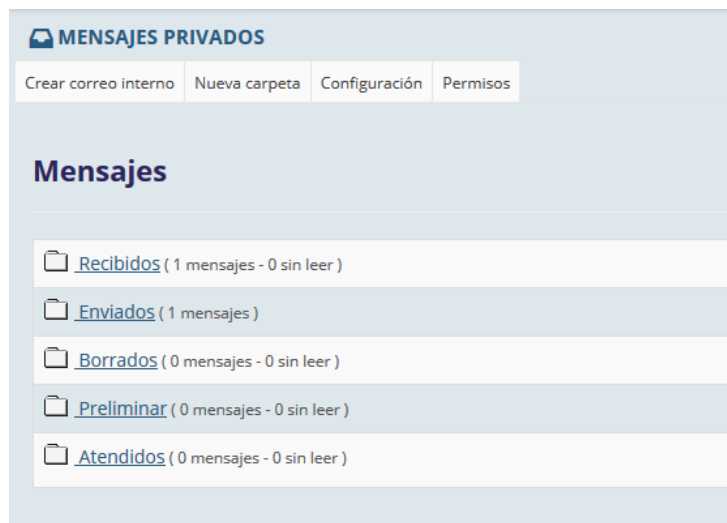 MENSAJES PRIVADOS
Crear correo interno Nueva carpeta Configuración Permisos
Mensajes
Recibidos ( 1 mensajes - 0 sin leer )
Enviados ( 1 mensajes )
Borrados ( 0 mensajes - 0 sin leer )
Preliminar ( 0 mensajes - 0 sin leer )
Atendidos ( 0 mensajes - 0 sin leer )